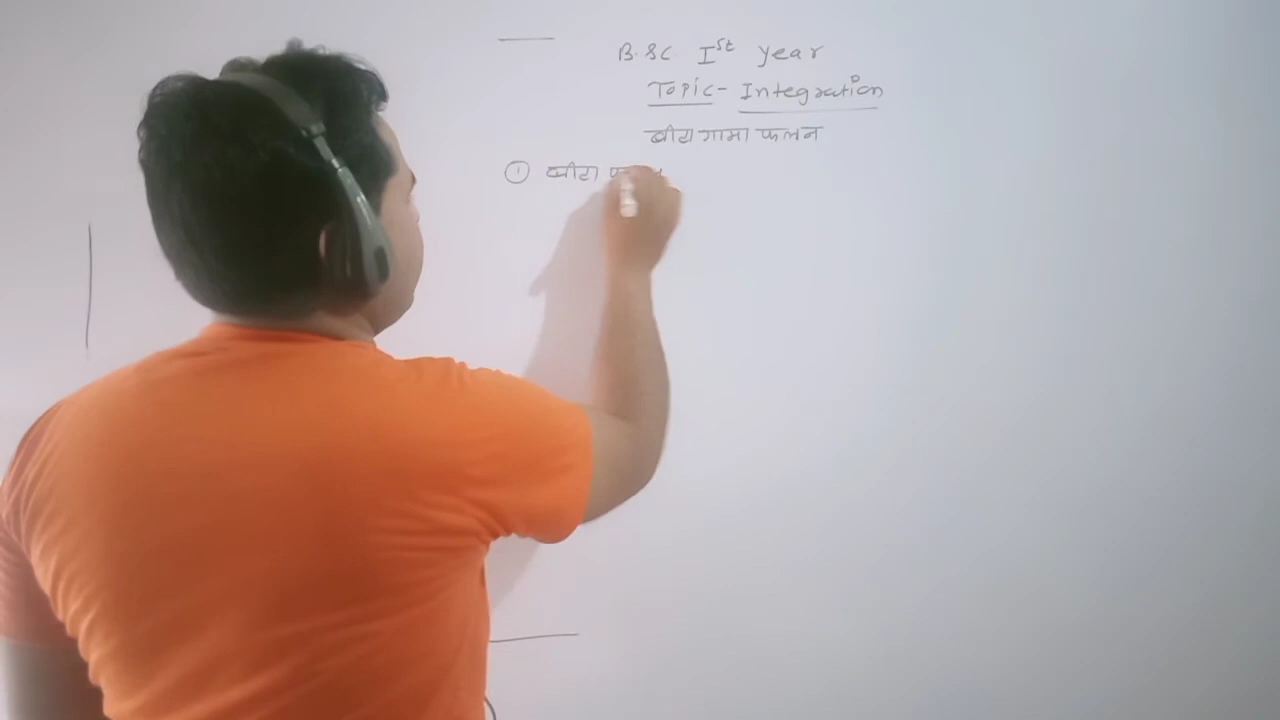 B.Sc. Ist year
Topic - Integration
बीटा गामा फलन
① बीटा